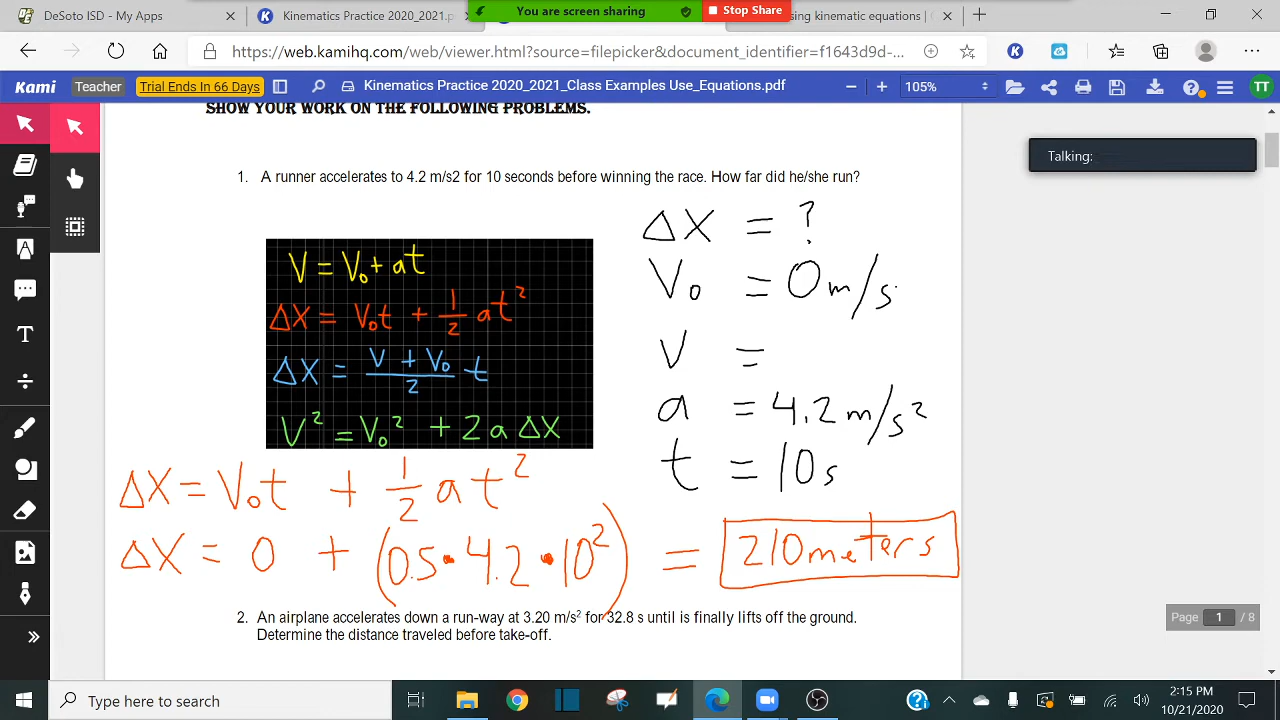 DeSoto ISD - My Apps
Kinematics 2020_2021.p
You are screen sharing
Stop Share
sing kinematic equations (
https://web.kamihq.com/web/viewer.html?source=filepicker&document_identifier=f1643d9d-...
Kami Teacher Trial Ends In 66 Days Kinematics Practice 2020_2021_Class Examples Use_Equations.pdf 105% TT
SHOW YOUR WORK ON THE FOLLOWING PROBLEMS.
Talking:
1. A runner accelerates to 4.2 m/s2 for 10 seconds before winning the race. How far did he/she run?
ΔX = ?
V₀ = 0m/s
V =
a = 4.2 m/s²
t = 10s
V = V₀ + at
ΔX = V₀t + 1/2 at²
ΔX = (V + V₀)/2 t
V² = V₀² + 2a ΔX
ΔX = V₀t + 1/2 at²
ΔX = 0 + (0.5 • 4.2 • 10²) = 210meters
2. An airplane accelerates down a run-way at 3.20 m/s² for 32.8 s until is finally lifts off the ground.
Determine the distance traveled before take-off.
Page 1 / 8
Type here to search
2:15 PM
10/21/2020